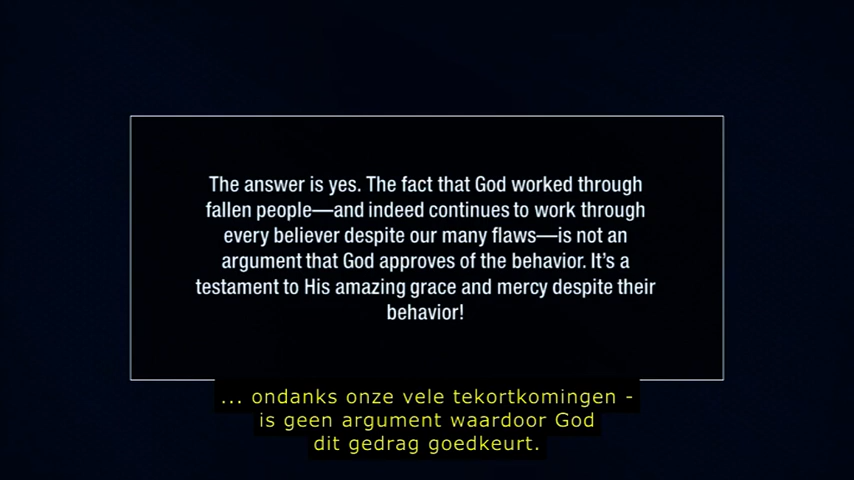 The answer is yes. The fact that God worked through
fallen people—and indeed continues to work through
every believer despite our many flaws—is not an
argument that God approves of the behavior. It’s a
testament to His amazing grace and mercy despite their
behavior!
... ondanks onze vele tekortkomingen -
is geen argument waardoor God
dit gedrag goedkeurt.